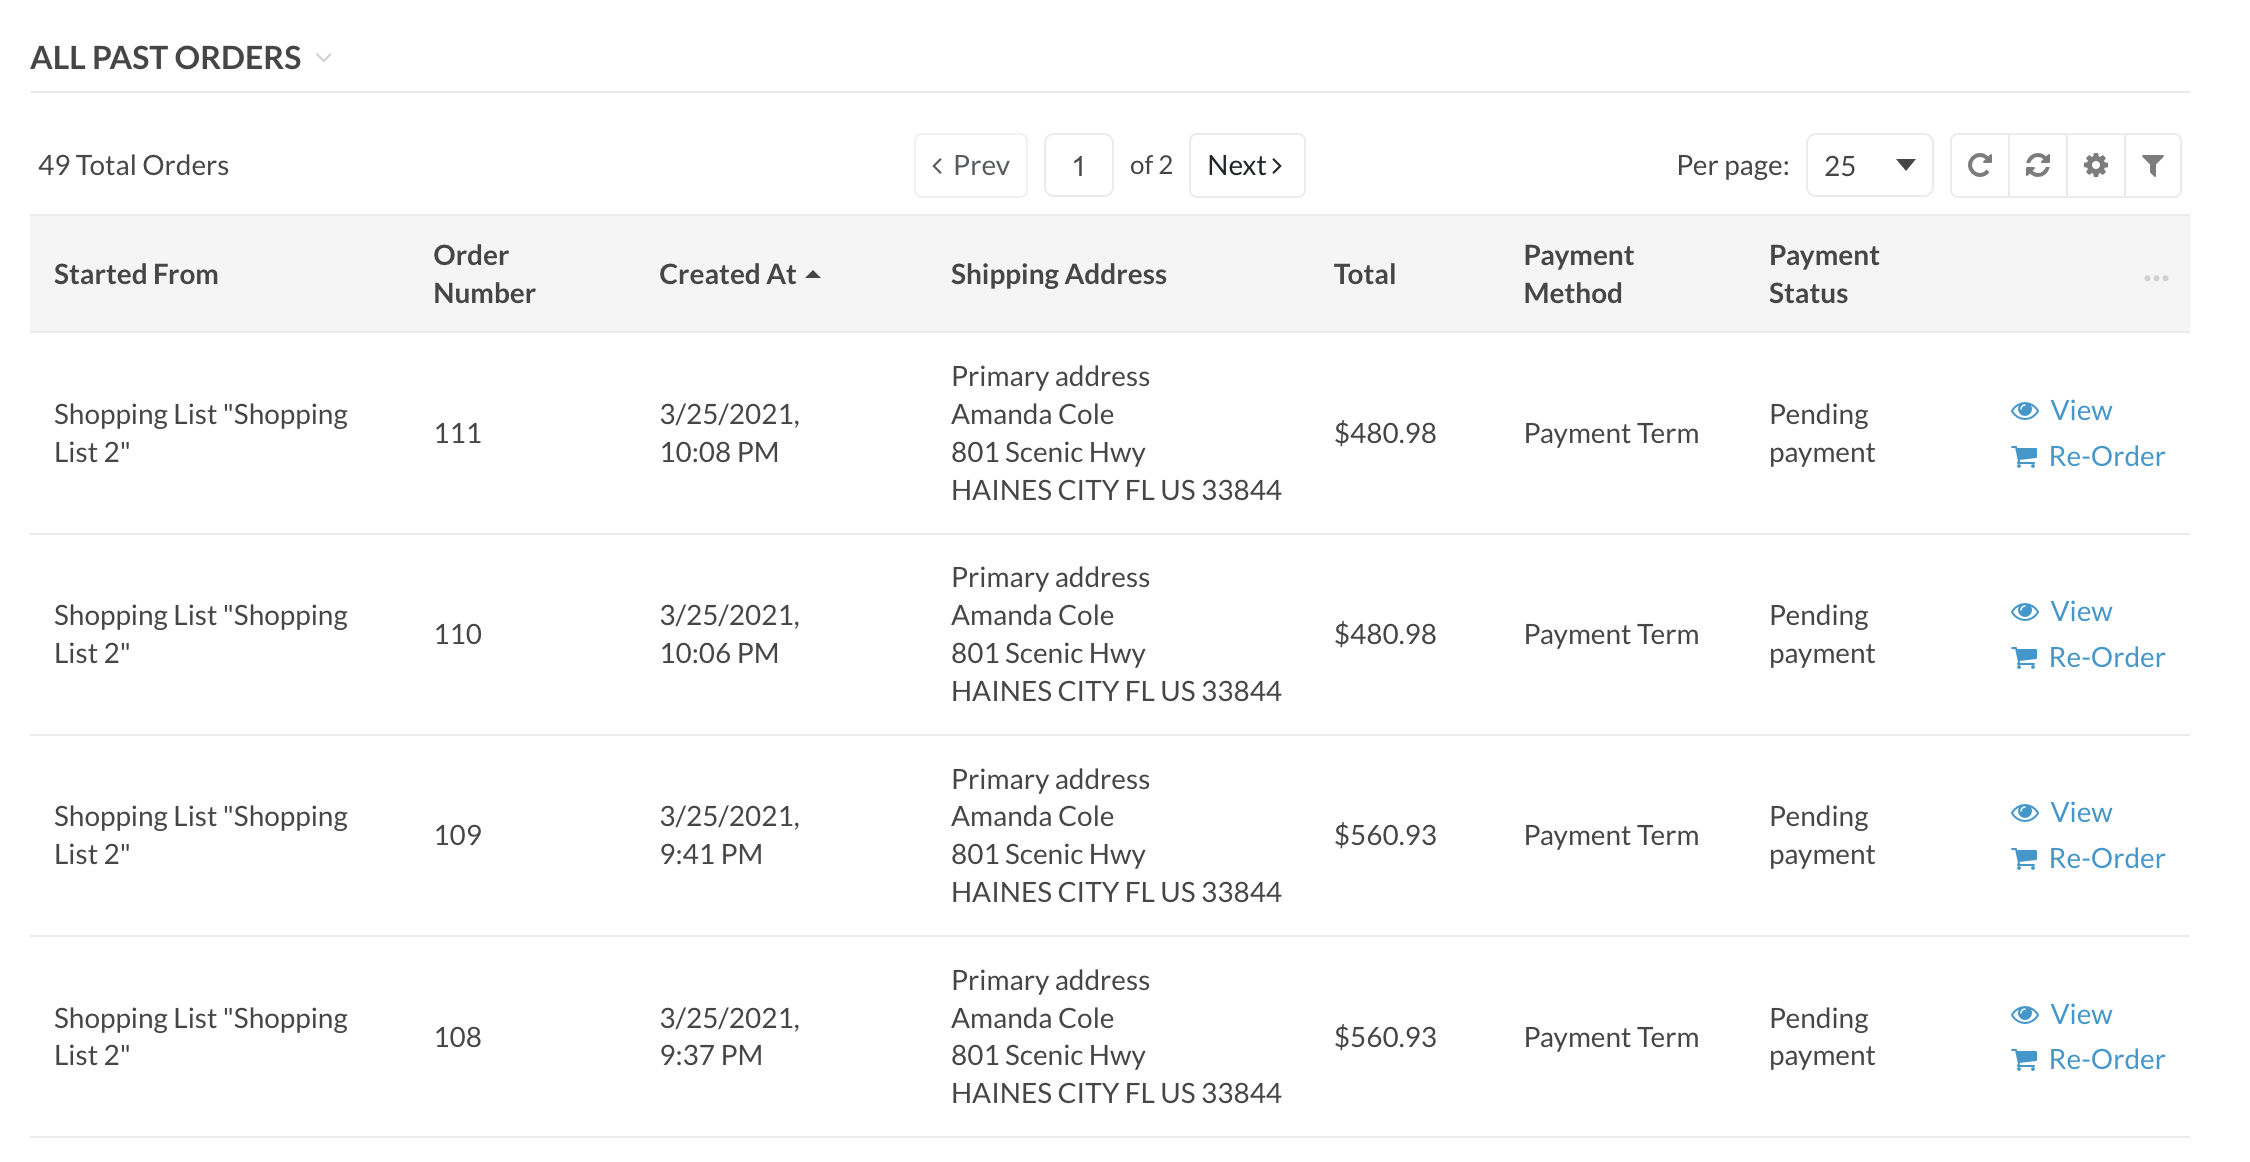 ALL PAST ORDERS
49 Total Orders
Prev 1 of 2 Next
Per page: 25
Started From
Order
Number
Created At
Shipping Address
Total
Payment
Method
Payment
Status
...
Shopping List "Shopping
List 2"
111
3/25/2021,
10:08 PM
Primary address
Amanda Cole
801 Scenic Hwy
HAINES CITY FL US 33844
$480.98
Payment Term
Pending
payment
View
Re-Order
Shopping List "Shopping
List 2"
110
3/25/2021,
10:06 PM
Primary address
Amanda Cole
801 Scenic Hwy
HAINES CITY FL US 33844
$480.98
Payment Term
Pending
payment
View
Re-Order
Shopping List "Shopping
List 2"
109
3/25/2021,
9:41 PM
Primary address
Amanda Cole
801 Scenic Hwy
HAINES CITY FL US 33844
$560.93
Payment Term
Pending
payment
View
Re-Order
Shopping List "Shopping
List 2"
108
3/25/2021,
9:37 PM
Primary address
Amanda Cole
801 Scenic Hwy
HAINES CITY FL US 33844
$560.93
Payment Term
Pending
payment
View
Re-Order